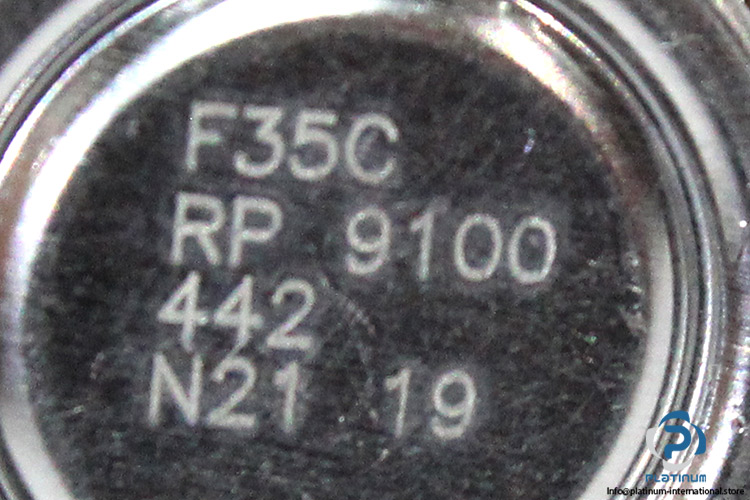 F35C
RP 9100
442
N21 19
PLATINUM
Info@platinum-international.store